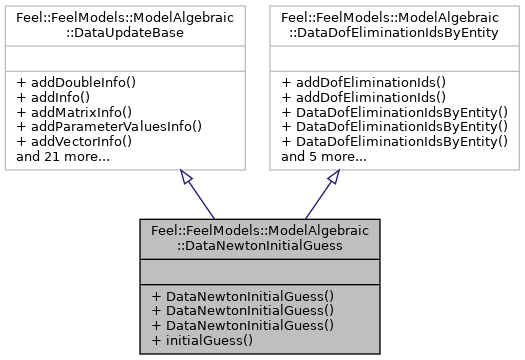 Feel::FeelModels::ModelAlgebraic
::DataUpdateBase
+ addDoubleInfo()
+ addInfo()
+ addMatrixInfo()
+ addParameterValuesInfo()
+ addVectorInfo()
and 21 more...
Feel::FeelModels::ModelAlgebraic
::DataDofEliminationIdsByEntity
+ addDofEliminationIds()
+ addDofEliminationIds()
+ DataDofEliminationIdsByEntity()
+ DataDofEliminationIdsByEntity()
+ DataDofEliminationIdsByEntity()
and 5 more...
Feel::FeelModels::ModelAlgebraic
::DataNewtonInitialGuess
+ DataNewtonInitialGuess()
+ DataNewtonInitialGuess()
+ DataNewtonInitialGuess()
+ initialGuess()